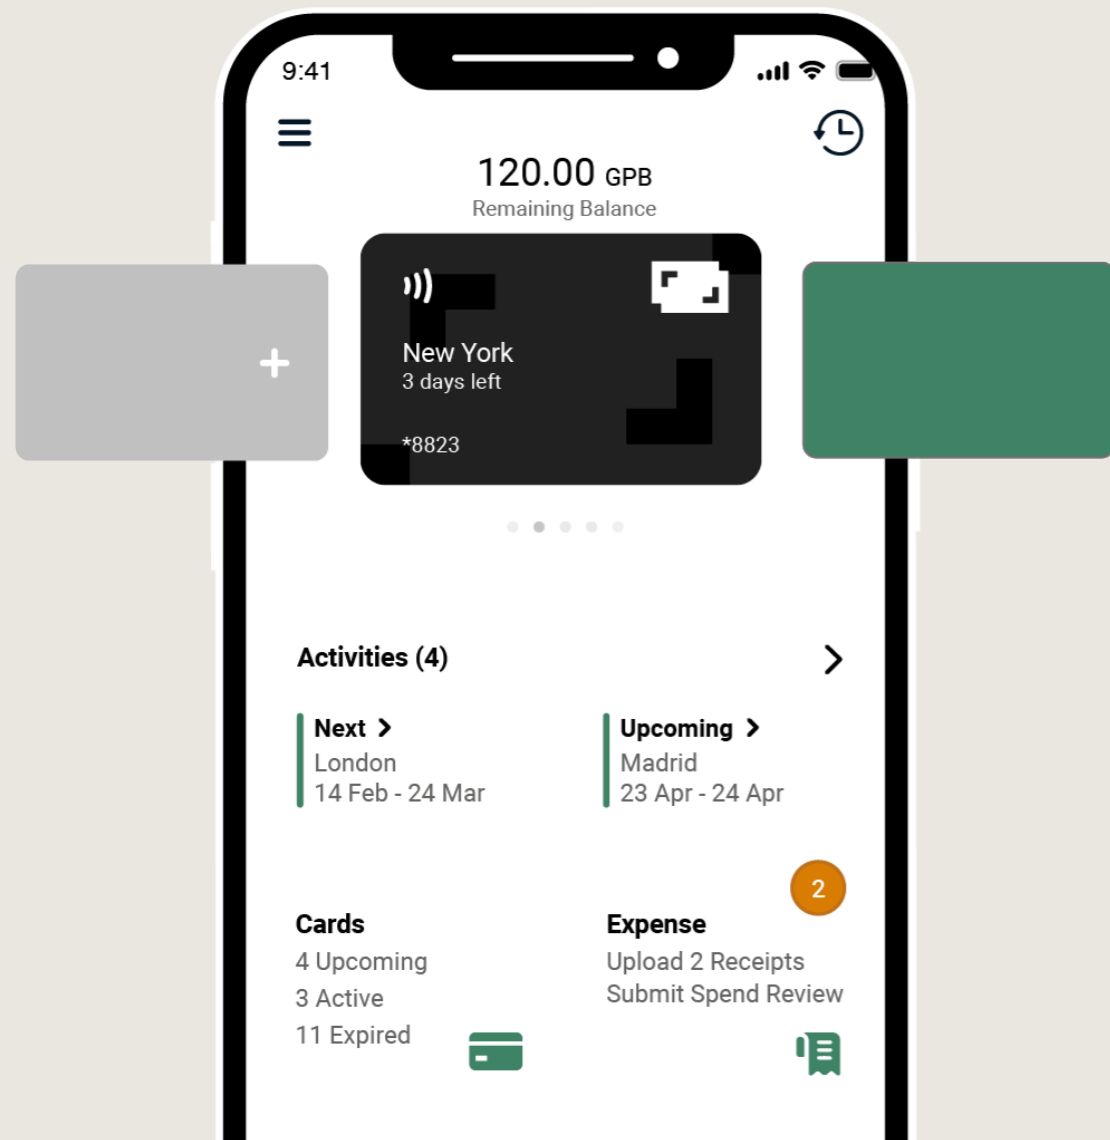 9:41
120.00 GPB
Remaining Balance
New York
3 days left
*8823
Activities (4)
Next
London
14 Feb - 24 Mar
Upcoming
Madrid
23 Apr - 24 Apr
2
Cards
4 Upcoming
3 Active
11 Expired
Expense
Upload 2 Receipts
Submit Spend Review